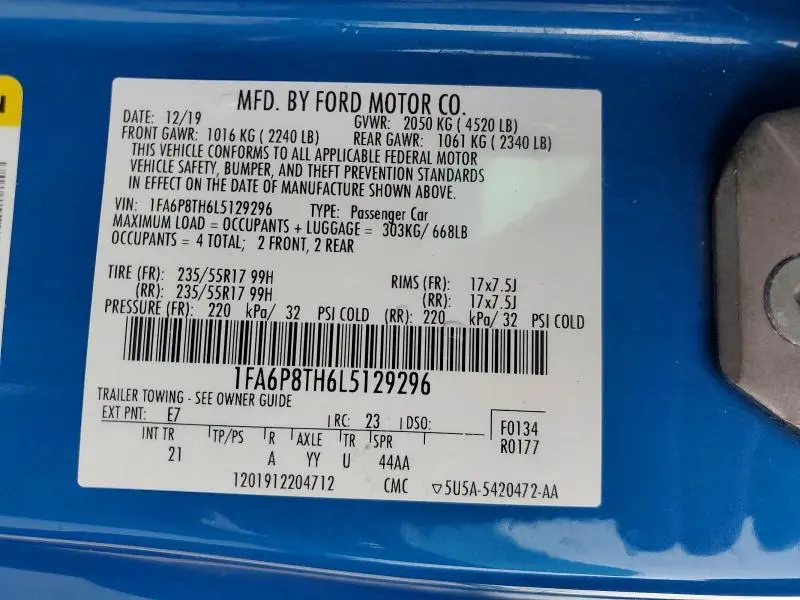 MFD. BY FORD MOTOR CO.
DATE: 12/19 GVWR: 2050 KG (4520 LB)
FRONT GAWR: 1016 KG (2240 LB) REAR GAWR: 1061 KG (2340 LB)
THIS VEHICLE CONFORMS TO ALL APPLICABLE FEDERAL MOTOR
VEHICLE SAFETY, BUMPER, AND THEFT PREVENTION STANDARDS
IN EFFECT ON THE DATE OF MANUFACTURE SHOWN ABOVE.
VIN: 1FA6P8TH6L5129296 TYPE: Passenger Car
MAXIMUM LOAD = OCCUPANTS + LUGGAGE = 303KG/ 668LB
OCCUPANTS = 4 TOTAL; 2 FRONT, 2 REAR
TIRE (FR): 235/55R17 99H RIMS (FR): 17x7.5J
(RR): 235/55R17 99H (RR): 17x7.5J
PRESSURE (FR): 220 kPa/ 32 PSI COLD (RR): 220 kPa/ 32 PSI COLD
1FA6P8TH6L5129296
TRAILER TOWING - SEE OWNER GUIDE
EXT PNT: E7 RC: 23 DSO: F0134
INT TR TP/PS R AXLE TR SPR R0177
21 A YY U 44AA
1201912204712 CMC ▽5U5A-5420472-AA